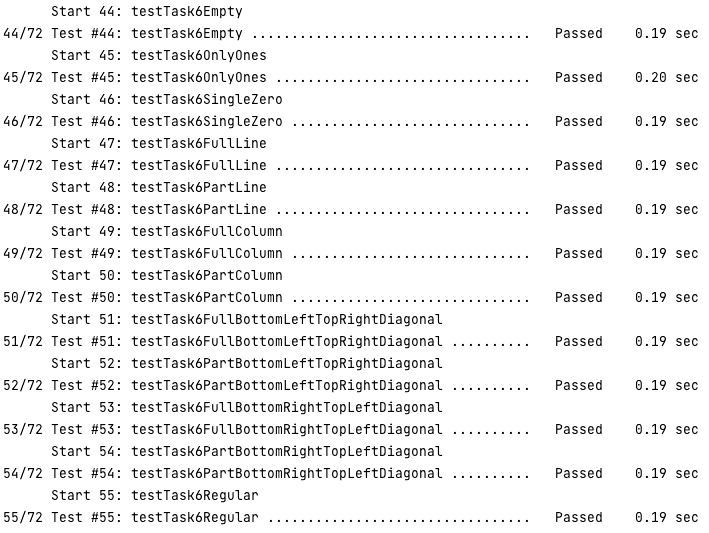 Start 44: testTask6Empty
44/72 Test #44: testTask6Empty ...................................   Passed    0.19 sec
Start 45: testTask6OnlyOnes
45/72 Test #45: testTask6OnlyOnes ................................   Passed    0.20 sec
Start 46: testTask6SingleZero
46/72 Test #46: testTask6SingleZero ..............................   Passed    0.19 sec
Start 47: testTask6FullLine
47/72 Test #47: testTask6FullLine ................................   Passed    0.19 sec
Start 48: testTask6PartLine
48/72 Test #48: testTask6PartLine ................................   Passed    0.19 sec
Start 49: testTask6FullColumn
49/72 Test #49: testTask6FullColumn ..............................   Passed    0.19 sec
Start 50: testTask6PartColumn
50/72 Test #50: testTask6PartColumn ..............................   Passed    0.19 sec
Start 51: testTask6FullBottomLeftTopRightDiagonal
51/72 Test #51: testTask6FullBottomLeftTopRightDiagonal ..........   Passed    0.19 sec
Start 52: testTask6PartBottomLeftTopRightDiagonal
52/72 Test #52: testTask6PartBottomLeftTopRightDiagonal ..........   Passed    0.19 sec
Start 53: testTask6FullBottomRightTopLeftDiagonal
53/72 Test #53: testTask6FullBottomRightTopLeftDiagonal ..........   Passed    0.19 sec
Start 54: testTask6PartBottomRightTopLeftDiagonal
54/72 Test #54: testTask6PartBottomRightTopLeftDiagonal ..........   Passed    0.19 sec
Start 55: testTask6Regular
55/72 Test #55: testTask6Regular .................................   Passed    0.19 sec